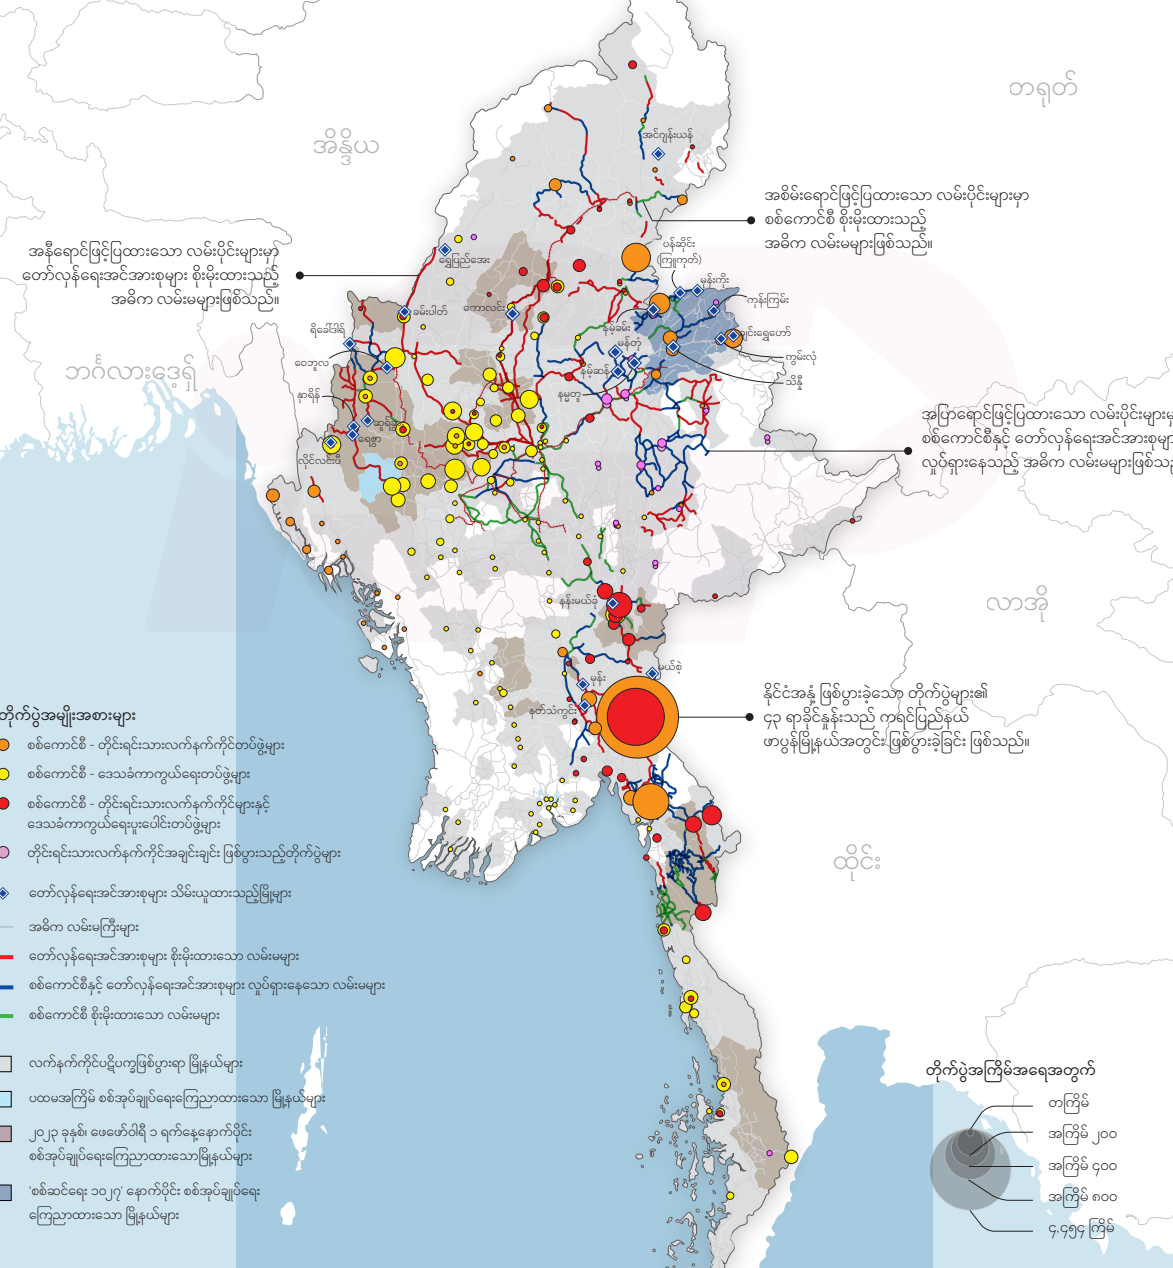 တရုတ်
အိန္ဒိယ
အင်ဂျန်းယန်
အစိမ်းရောင်ဖြင့်ပြထားသော လမ်းပိုင်းများမှာ
စစ်ကောင်စီ စိုးမိုးထားသည့်
အဓိက လမ်းမများဖြစ်သည်။
အနီရောင်ဖြင့်ပြထားသော လမ်းပိုင်းများမှာ
တော်လှန်ရေးအင်အားစုများ စိုးမိုးထားသည့်
အဓိက လမ်းမများဖြစ်သည်။
ပန်ဆိုင်း
(ကြူကုတ်)
ရွှေပြည်အေး
မုန်းကိုး
ကုန်းကြမ်း
ခမ်းပါတ်
ကောလင်း
ရိခေါ်ဒါရ်
နမ့်ခမ်း
ချင်းရွှေဟော်
မန်တုံ
ဝေဘူလ
ကွမ်းလုံ
နမ့်ဆန်
သိန္နီ
ဘင်္ဂလားဒေ့ရှ်
နမ္မတူ
ရေဇွာ
လိုင်လင်းပီ
အပြာရောင်ဖြင့်ပြထားသော လမ်းပိုင်းများမှ
စစ်ကောင်စီနှင့် တော်လှန်ရေးအင်အားစုမျာ
လှုပ်ရှားနေသည့် အဓိက လမ်းမများဖြစ်သည
လာအို
နန်းမယ်ခုံ
မယ်စဲ့
မုန်း
နတ်သံကွင်း
နိုင်ငံအနှံ့ ဖြစ်ပွားခဲ့သော တိုက်ပွဲများ၏
၄၃ ရာခိုင်နှုန်းသည် ကရင်ပြည်နယ်
ဖာပွန်မြို့နယ်အတွင်း ဖြစ်ပွားခဲ့ခြင်း ဖြစ်သည်။
ထိုင်း
တိုက်ပွဲအမျိုးအစားများ
စစ်ကောင်စီ - တိုင်းရင်းသားလက်နက်ကိုင်တပ်ဖွဲ့များ
စစ်ကောင်စီ - ဒေသခံကာကွယ်ရေးတပ်ဖွဲ့များ
စစ်ကောင်စီ - တိုင်းရင်းသားလက်နက်ကိုင်များနှင့်
ဒေသခံကာကွယ်ရေးပူးပေါင်းတပ်ဖွဲ့များ
တိုင်းရင်းသားလက်နက်ကိုင်အချင်းချင်း ဖြစ်ပွားသည့်တိုက်ပွဲများ
တော်လှန်ရေးအင်အားစုများ သိမ်းယူထားသည့်မြို့များ
အဓိက လမ်းမကြီးများ
တော်လှန်ရေးအင်အားစုများ စိုးမိုးထားသော လမ်းမများ
စစ်ကောင်စီနှင့် တော်လှန်ရေးအင်အားစုများ လှုပ်ရှားနေသော လမ်းမများ
စစ်ကောင်စီ စိုးမိုးထားသော လမ်းမများ
လက်နက်ကိုင်ပဋိပက္ခဖြစ်ပွားရာ မြို့နယ်များ
ပထမအကြိမ် စစ်အုပ်ချုပ်ရေးကြေညာထားသော မြို့နယ်များ
၂၀၂၃ ခုနှစ်၊ ဖေဖော်ဝါရီ ၁ ရက်နေ့နောက်ပိုင်း
စစ်အုပ်ချုပ်ရေးကြေညာထားသောမြို့နယ်များ
'စစ်ဆင်ရေး ၁၀၂၇' နောက်ပိုင်း စစ်အုပ်ချုပ်ရေး
ကြေညာထားသော မြို့နယ်များ
တိုက်ပွဲအကြိမ်အရေအတွက်
တကြိမ်
အကြိမ် ၂၀၀
အကြိမ် ၄၀၀
အကြိမ် ၈၀၀
၄,၄၅၄ ကြိမ်